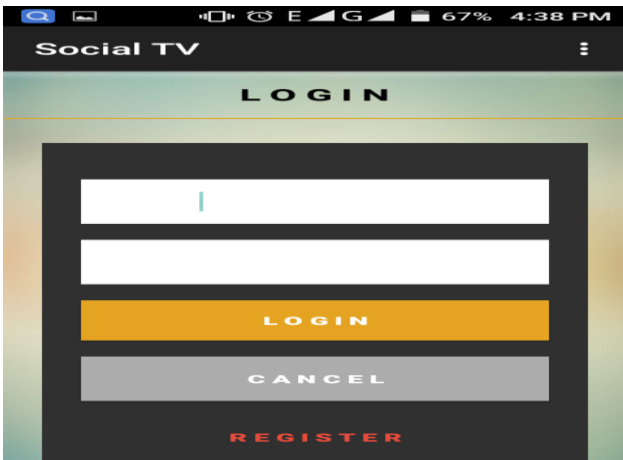 E G 67% 4:38 PM
Social TV
LOGIN
LOGIN
CANCEL
REGISTER